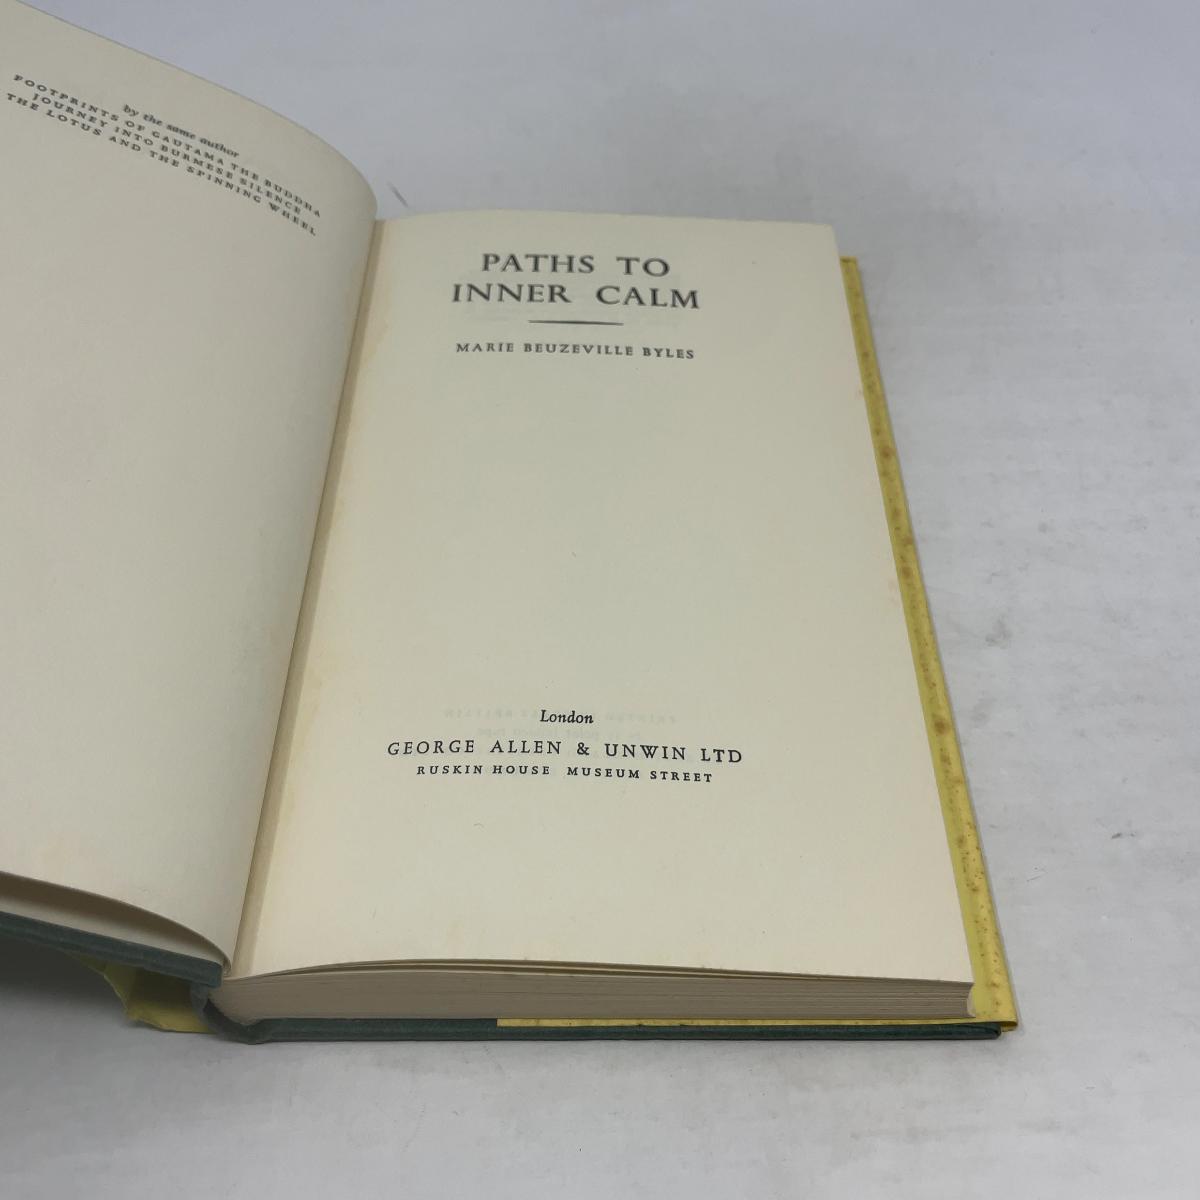 by the same author
FOOTPRINTS OF GAUTAMA THE BUDDHA
JOURNEY INTO BURMESE SILENCE
THE LOTUS AND THE SPINNING WHEEL
PATHS TO
INNER CALM
MARIE BEUZEVILLE BYLES
London
GEORGE ALLEN & UNWIN LTD
RUSKIN HOUSE MUSEUM STREET